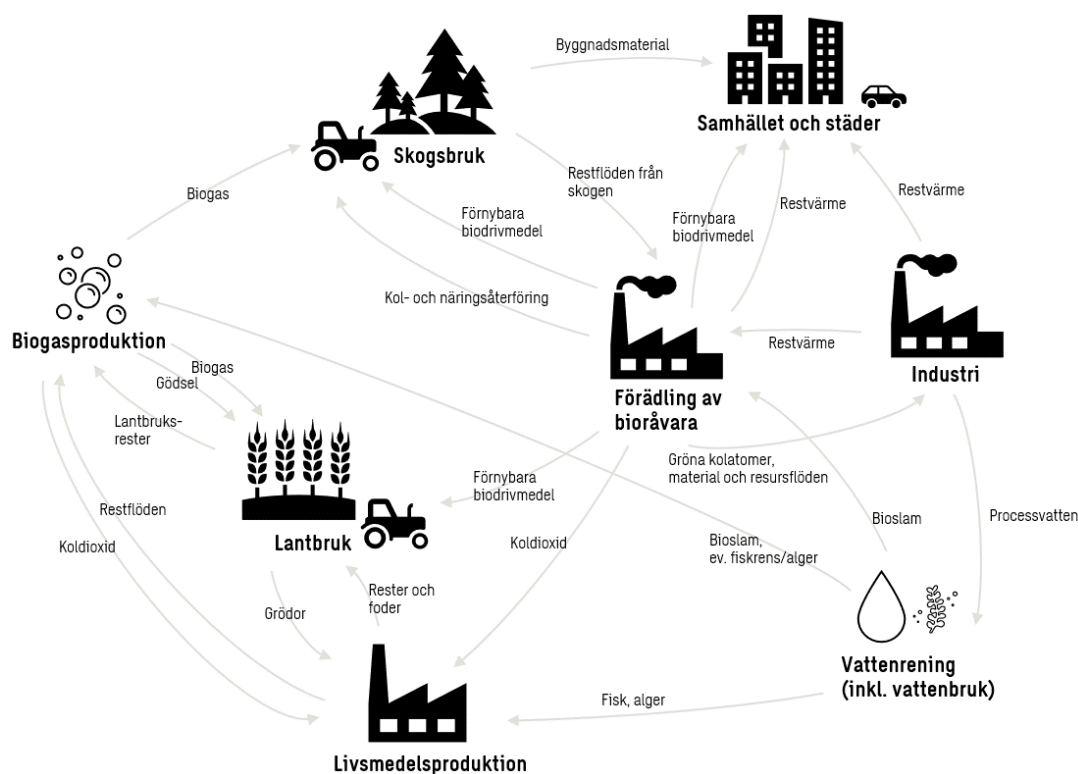 Byggnadsmaterial
Samhället och städer
Skogsbruk
Restflöden från
skogen
Biogas
Förnybara
biodrivmedel
Förnybara
biodrivmedel
Restvärme
Restvärme
Kol- och näringsåterföring
Biogasproduktion
Restvärme
Industri
Biogas
Gödsel
Förädling av
bioråvara
Lantbruks-
rester
Gröna kolatomer,
material och resursflöden
Förnybara
biodrivmedel
Restflöden
Koldioxid
Lantbruk
Koldioxid
Bioslam
Processvatten
Bioslam,
ev. fiskrens/alger
Rester och
foder
Grödor
Vattenrening
(inkl. vattenbruk)
Fisk, alger
Livsmedelsproduktion